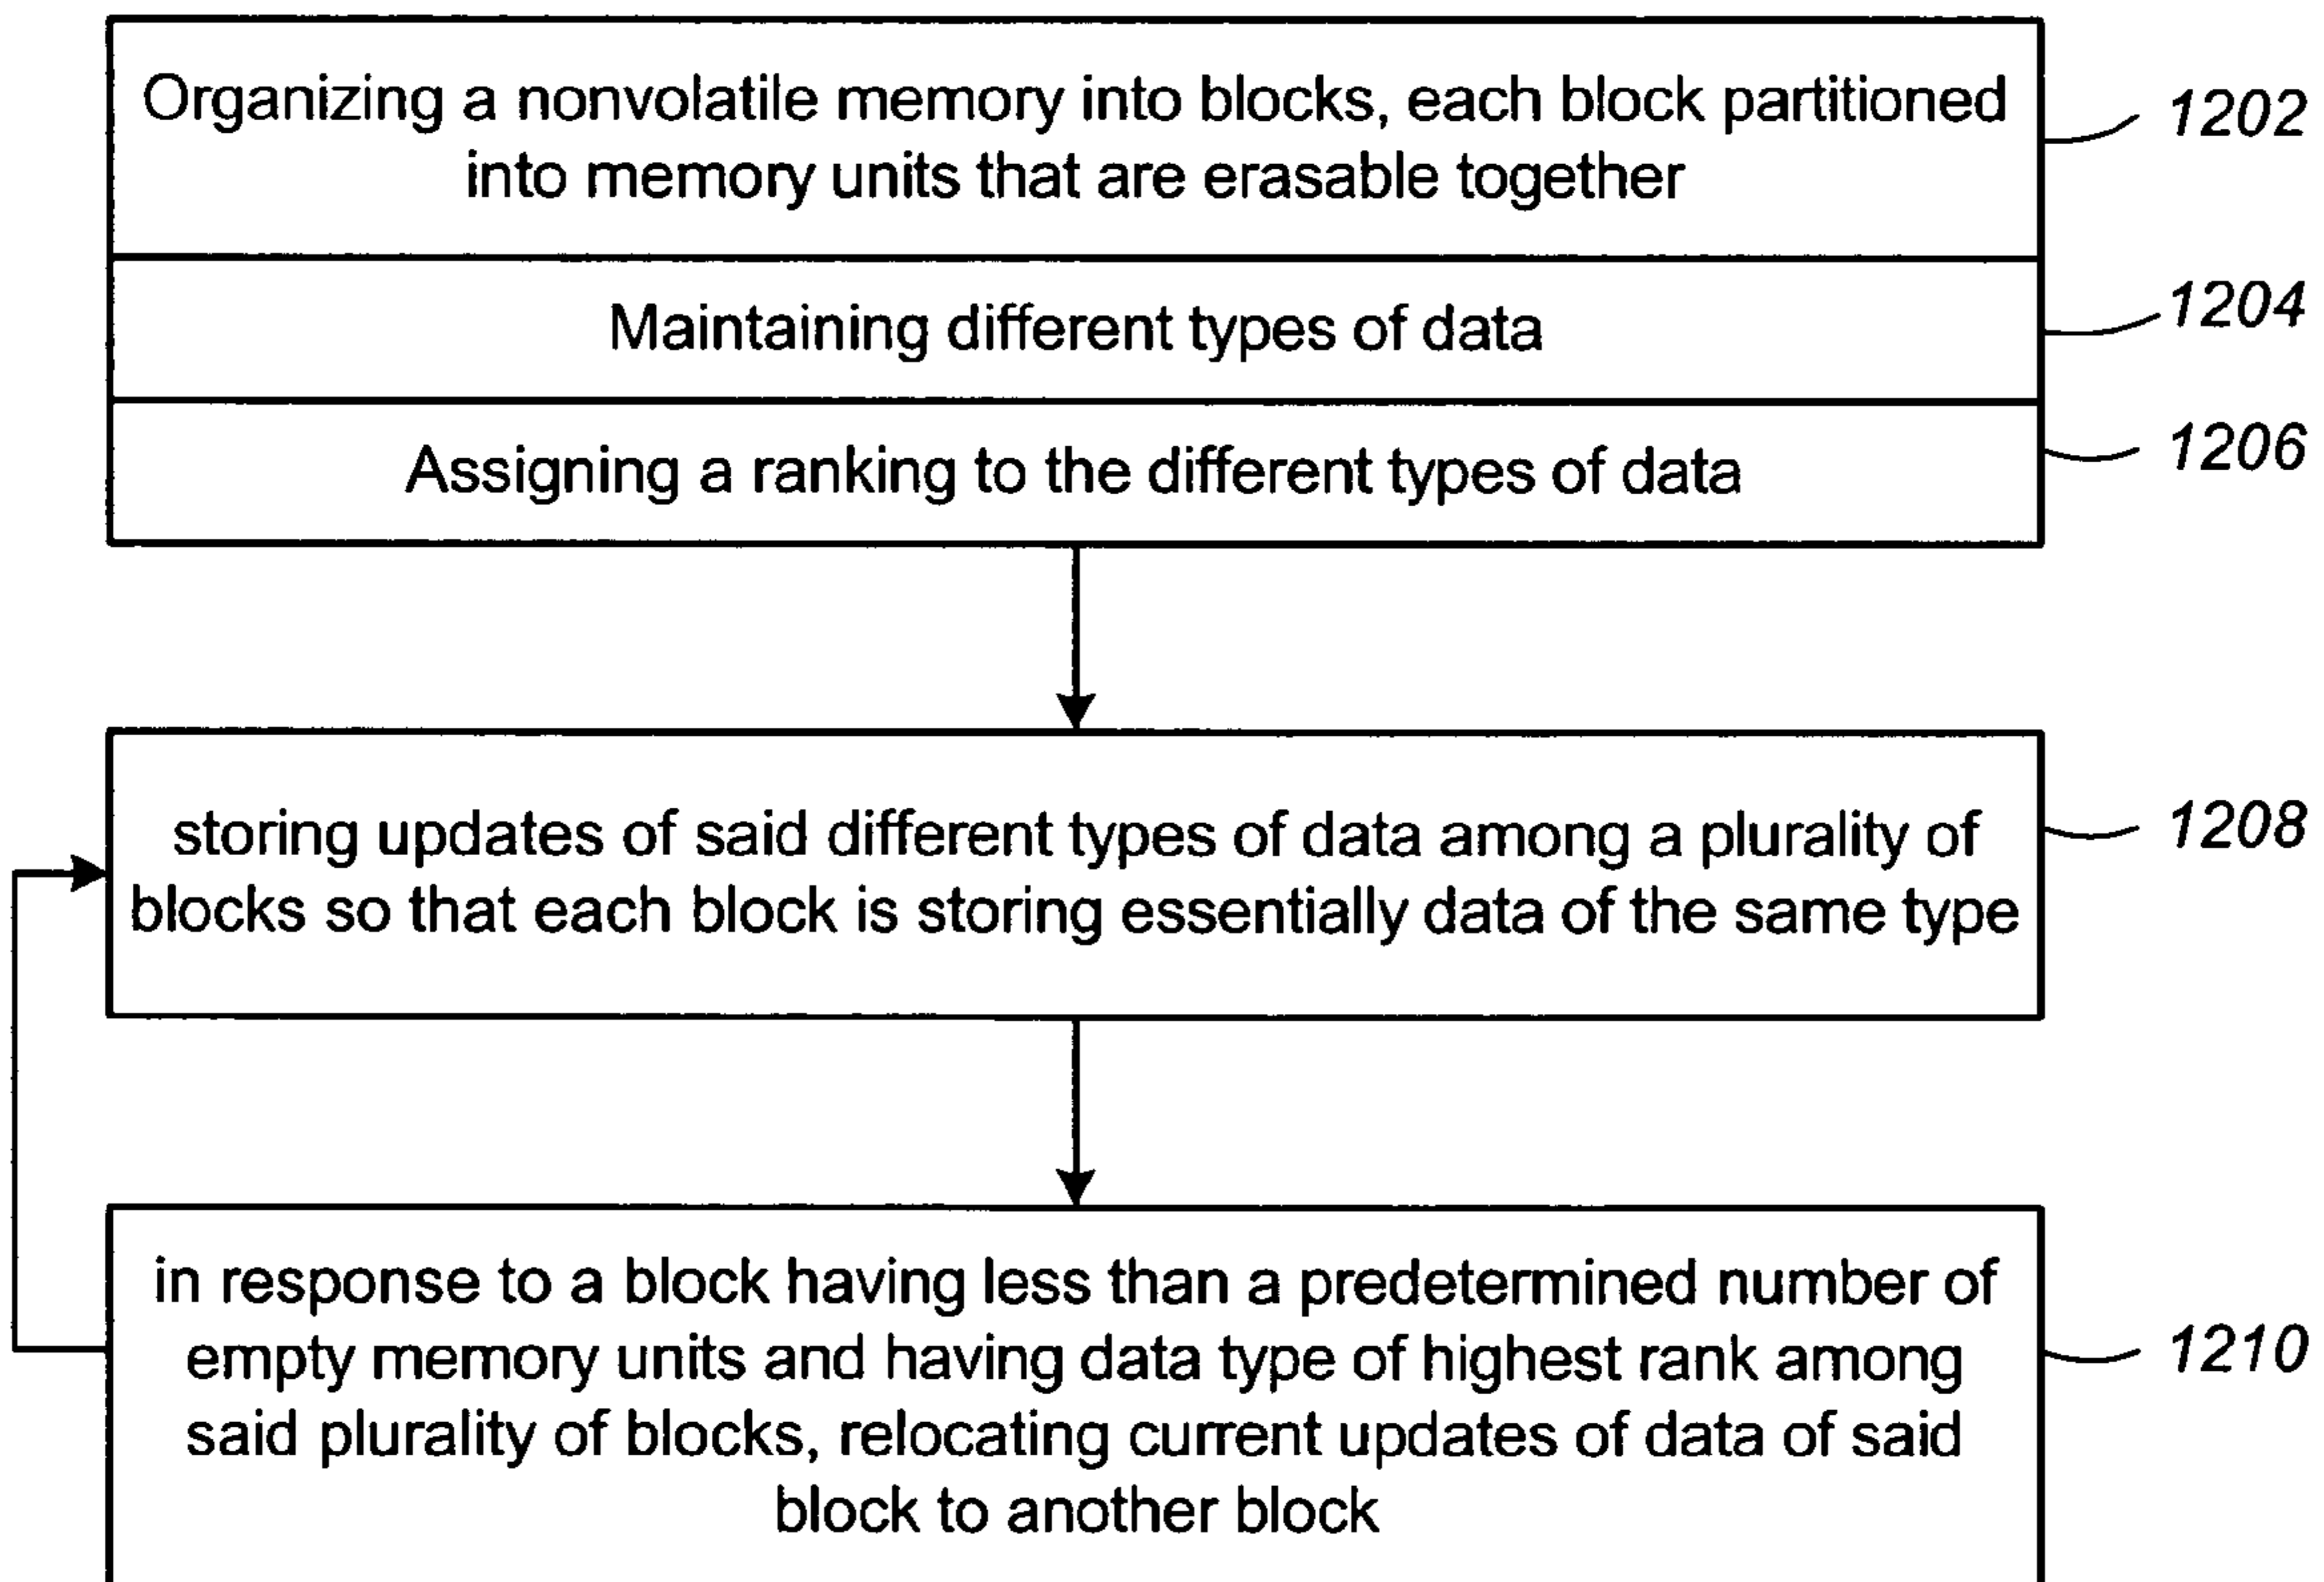 Organizing a nonvolatile memory into blocks, each block partitioned
into memory units that are erasable together
1202
Maintaining different types of data
1204
Assigning a ranking to the different types of data
1206
storing updates of said different types of data among a plurality of
blocks so that each block is storing essentially data of the same type
1208
in response to a block having less than a predetermined number of
empty memory units and having data type of highest rank among
said plurality of blocks, relocating current updates of data of said
block to another block
1210